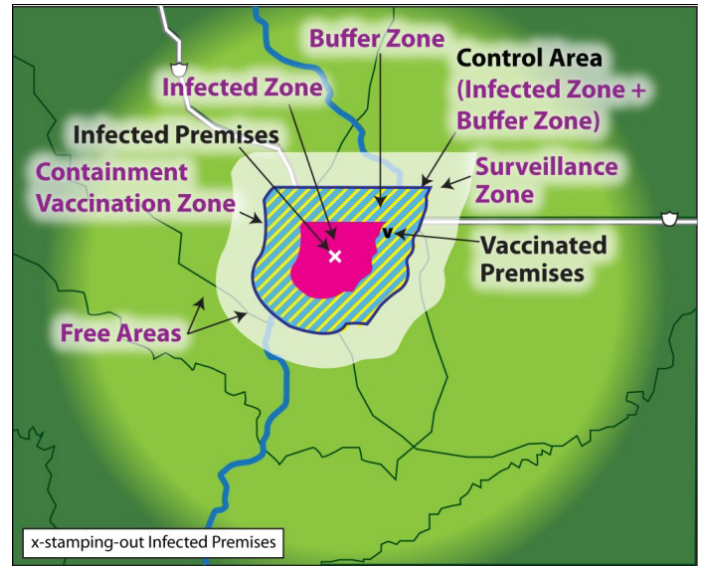 Buffer Zone
Control Area
(Infected Zone +
Buffer Zone)
Infected Zone
Infected Premises
Containment
Vaccination Zone
Surveillance
Zone
v
Vaccinated
Premises
Free Areas
x-stamping-out Infected Premises